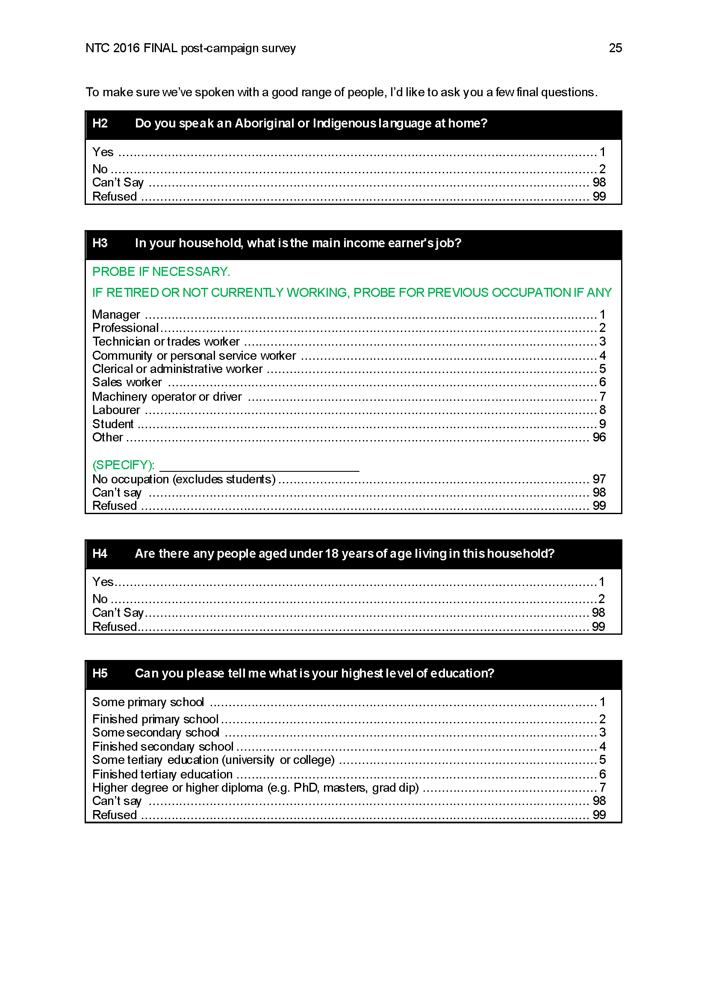 NTC 2016 FINAL post-campaign survey 25
To make sure we've spoken with a good range of people, I'd like to ask you a few final questions.
H2 Do you speak an Aboriginal or Indigenous language at home?
Yes ........................................ 1
No ........................................ 2
Can't Say ........................................ 98
Refused ........................................ 99
H3 In your household, what is the main income earner's job?
PROBE IF NECESSARY.
IF RETIRED OR NOT CURRENTLY WORKING, PROBE FOR PREVIOUS OCCUPATION IF ANY
Manager ........................................ 1
Professional ........................................ 2
Technician or trades worker ........................................ 3
Community or personal service worker ........................................ 4
Clerical or administrative worker ........................................ 5
Sales worker ........................................ 6
Machinery operator or driver ........................................ 7
Labourer ........................................ 8
Student ........................................ 9
Other ........................................ 96
(SPECIFY): ______________________________
No occupation (excludes students) ........................................ 97
Can't say ........................................ 98
Refused ........................................ 99
H4 Are there any people aged under 18 years of age living in this household?
Yes ........................................ 1
No ........................................ 2
Can't Say ........................................ 98
Refused ........................................ 99
H5 Can you please tell me what is your highest level of education?
Some primary school ........................................ 1
Finished primary school ........................................ 2
Some secondary school ........................................ 3
Finished secondary school ........................................ 4
Some tertiary education (university or college) ........................................ 5
Finished tertiary education ........................................ 6
Higher degree or higher diploma (e.g. PhD, masters, grad dip) ........................................ 7
Can't say ........................................ 98
Refused ........................................ 99